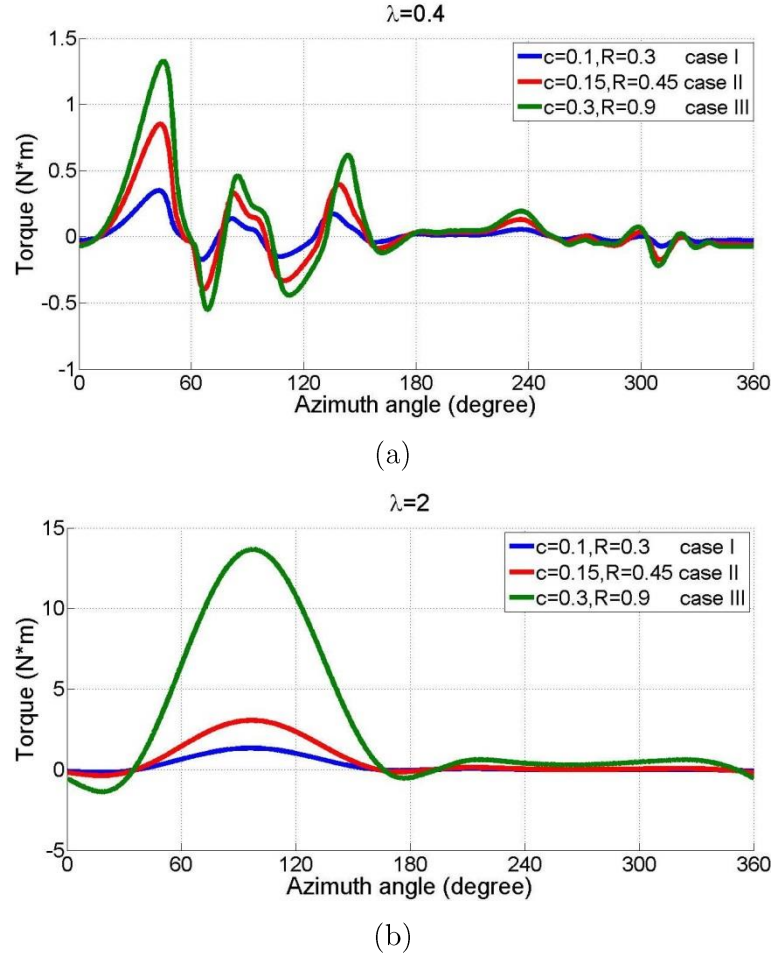 λ=0.4
1.5
1
0.5
0
-0.5
-1
Torque (N*m)
c=0.1,R=0.3 case I
c=0.15,R=0.45 case II
c=0.3,R=0.9 case III
0 60 120 180 240 300 360
Azimuth angle (degree)
(a)
λ=2
15
10
5
0
-5
Torque (N*m)
c=0.1,R=0.3 case I
c=0.15,R=0.45 case II
c=0.3,R=0.9 case III
0 60 120 180 240 300 360
Azimuth angle (degree)
(b)